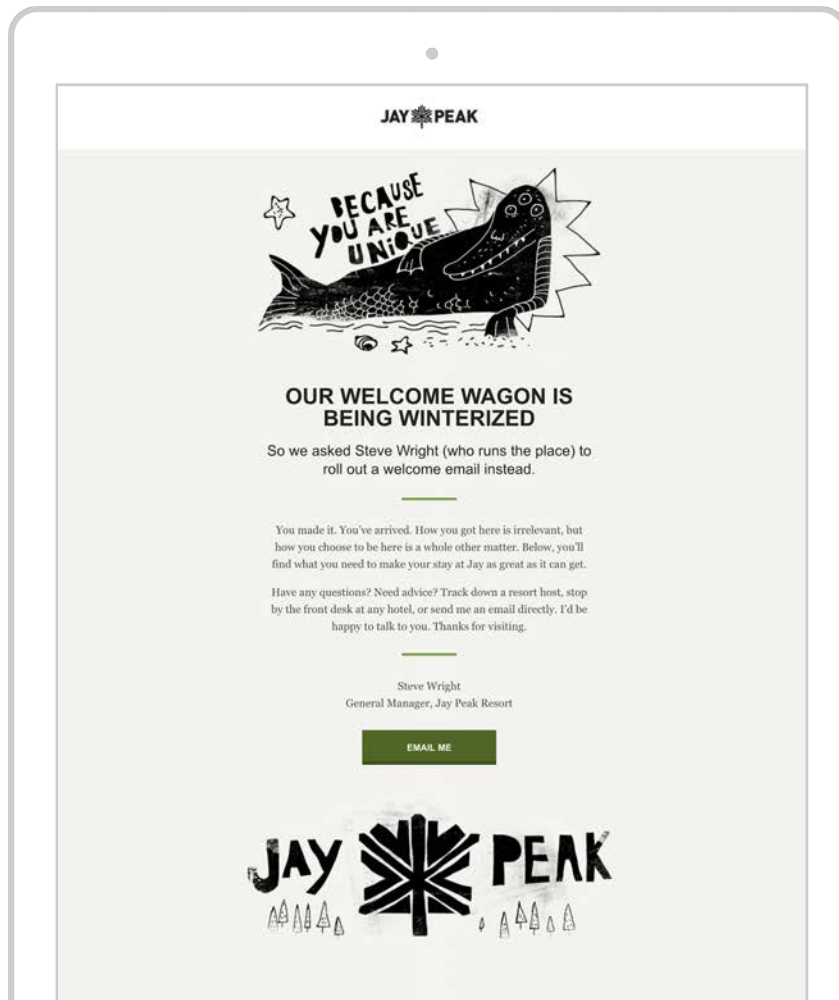 JAY PEAK
BECAUSE
YOU ARE
UNiQUE
OUR WELCOME WAGON IS
BEING WINTERIZED
So we asked Steve Wright (who runs the place) to
roll out a welcome email instead.
You made it. You’ve arrived. How you got here is irrelevant, but
how you choose to be here is a whole other matter. Below, you’ll
find what you need to make your stay at Jay as great as it can get.
Have any questions? Need advice? Track down a resort host, stop
by the front desk at any hotel, or send me an email directly. I’d be
happy to talk to you. Thanks for visiting.
Steve Wright
General Manager, Jay Peak Resort
EMAIL ME
JAY PEAK